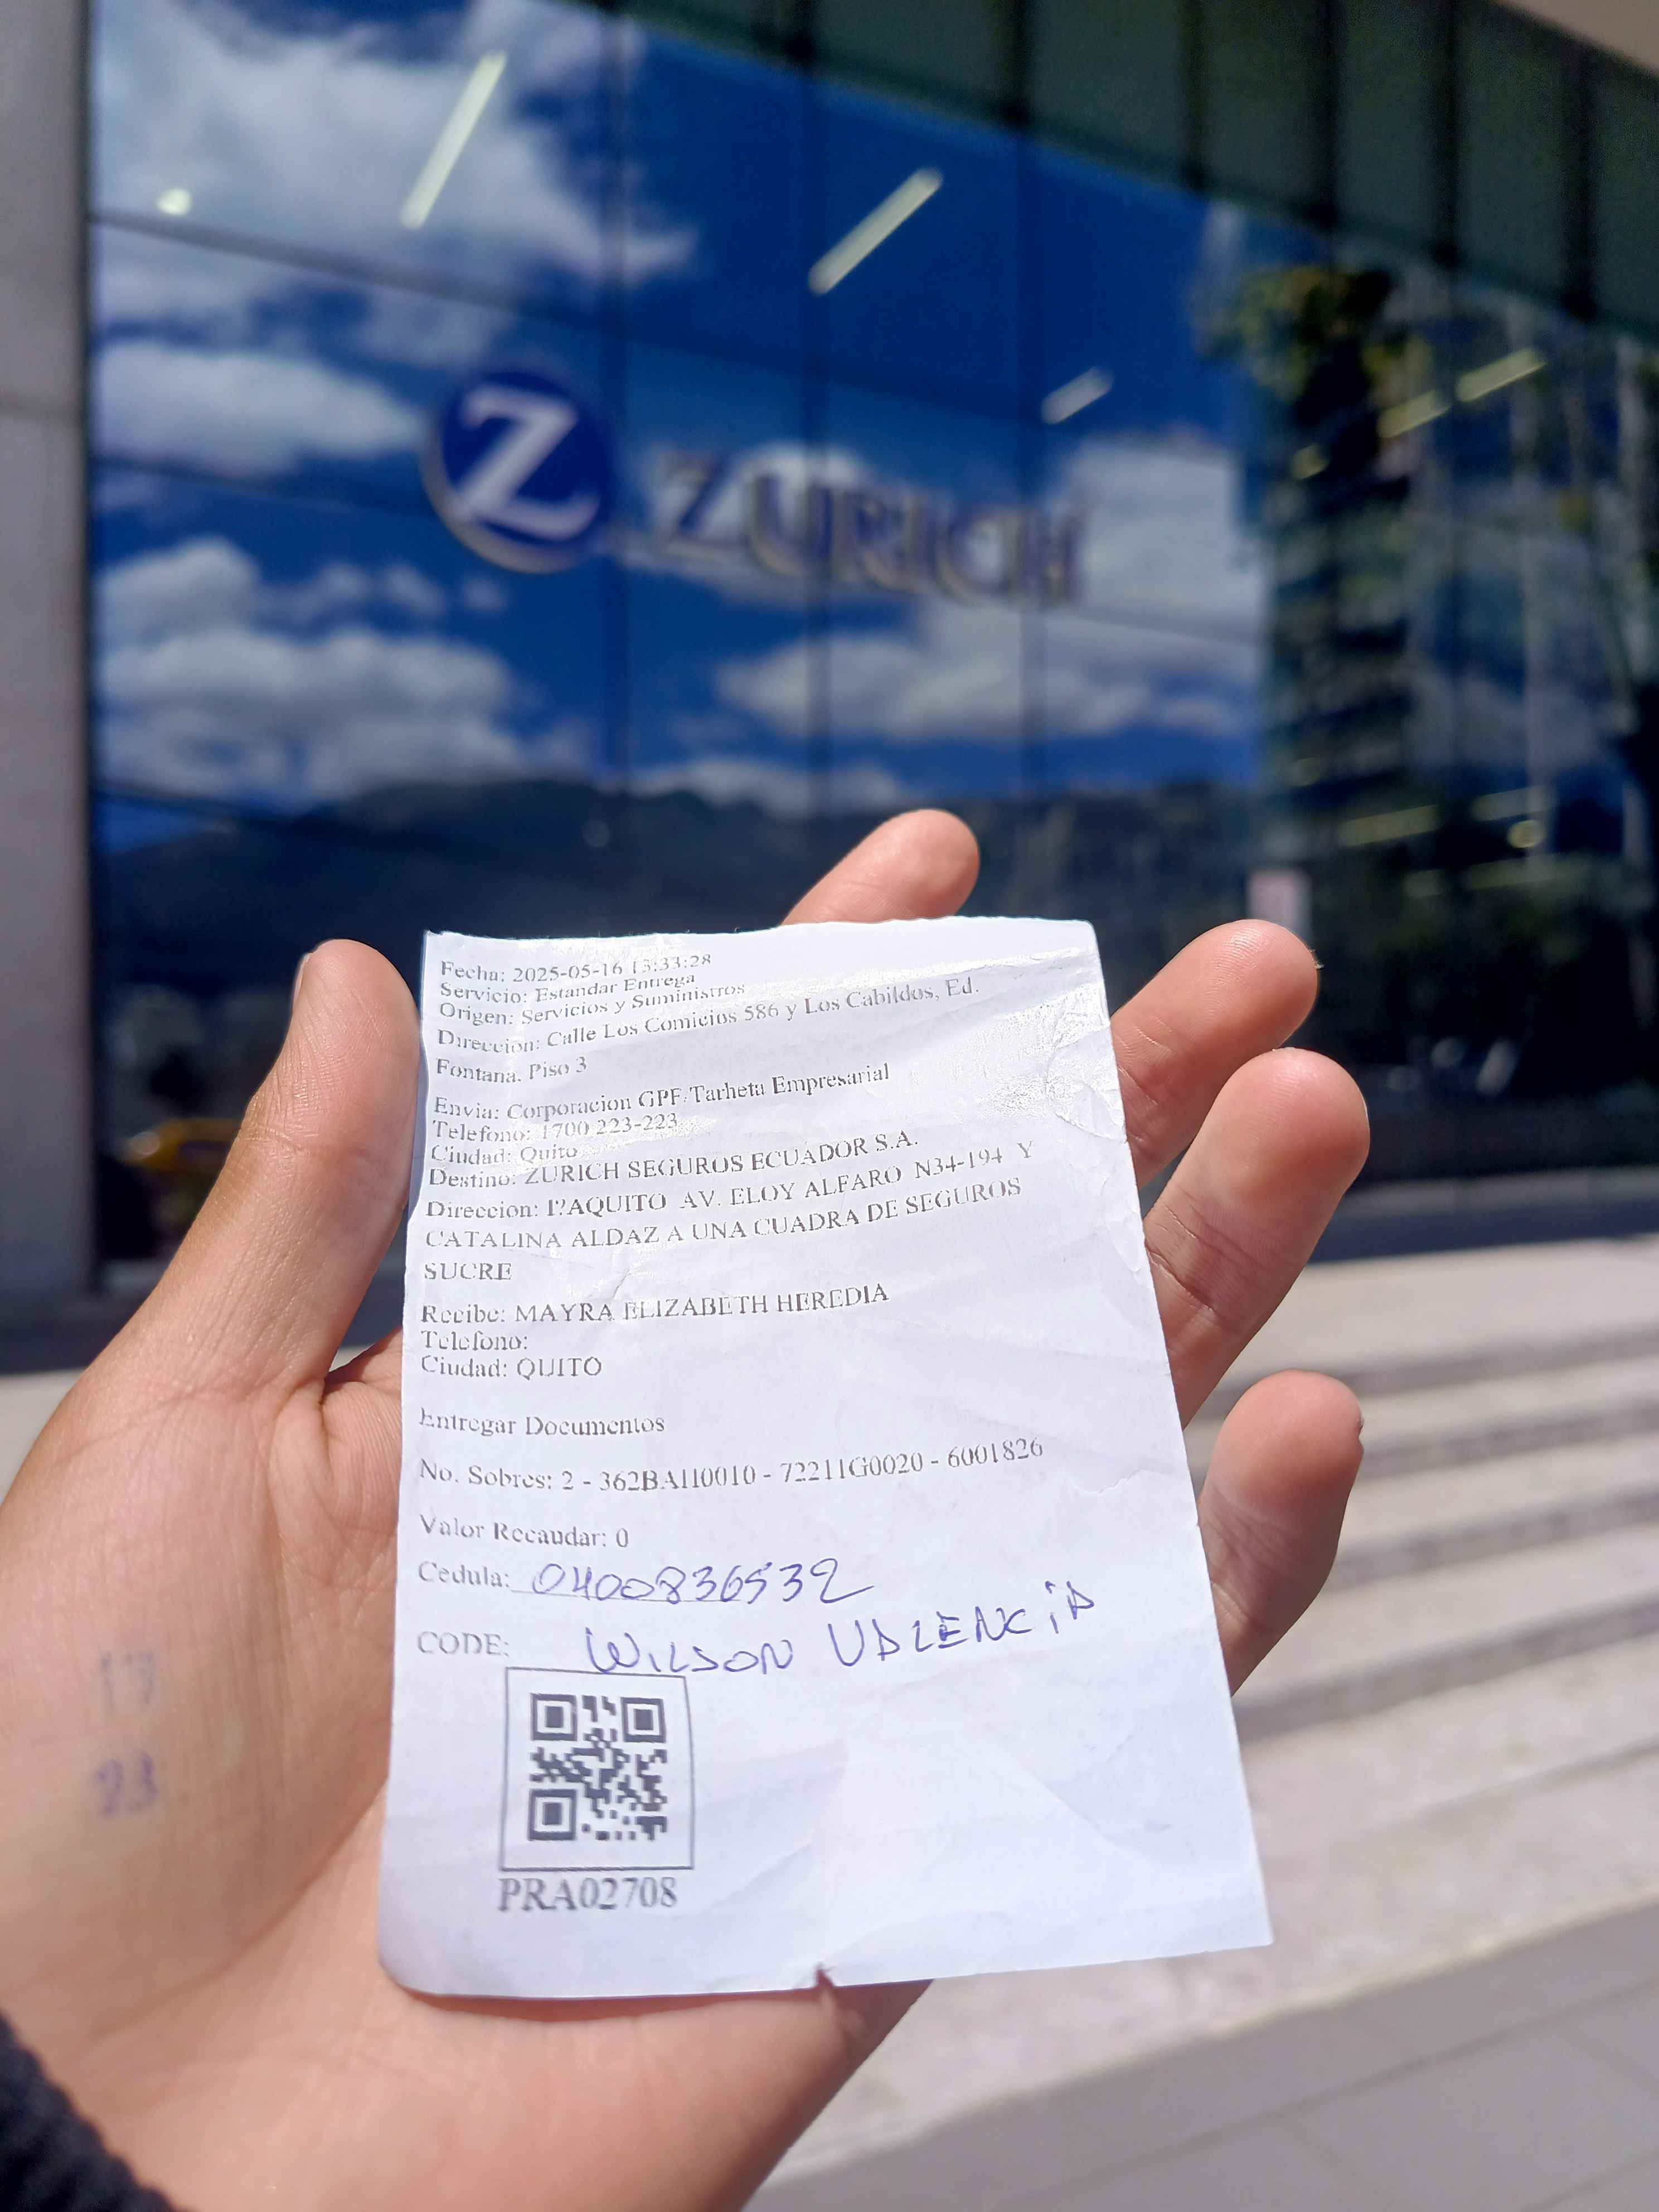 Z ZURICH
Fecha: 2025-05-16 15:33:28
Servicio: Estandar Entrega
Origen: Servicios y Suministros
Direccion: Calle Los Comicios 586 y Los Cabildos, Ed.
Fontana. Piso 3
Envia: Corporacion GPF/Tarheta Empresarial
Telefono: 1700 223-223
Ciudad: Quito
Destino: ZURICH SEGUROS ECUADOR S.A.
Direccion: I?AQUITO AV. ELOY ALFARO N34-194 Y
CATALINA ALDAZ A UNA CUADRA DE SEGUROS
SUCRE
Recibe: MAYRA ELIZABETH HEREDIA
Telefono:
Ciudad: QUITO
Entregar Documentos
No. Sobres: 2 - - 6001826
Valor Recaudar: 0
Cedula: 0400836532
CODE: WILSON VALENCIA
PRA02708
17
23